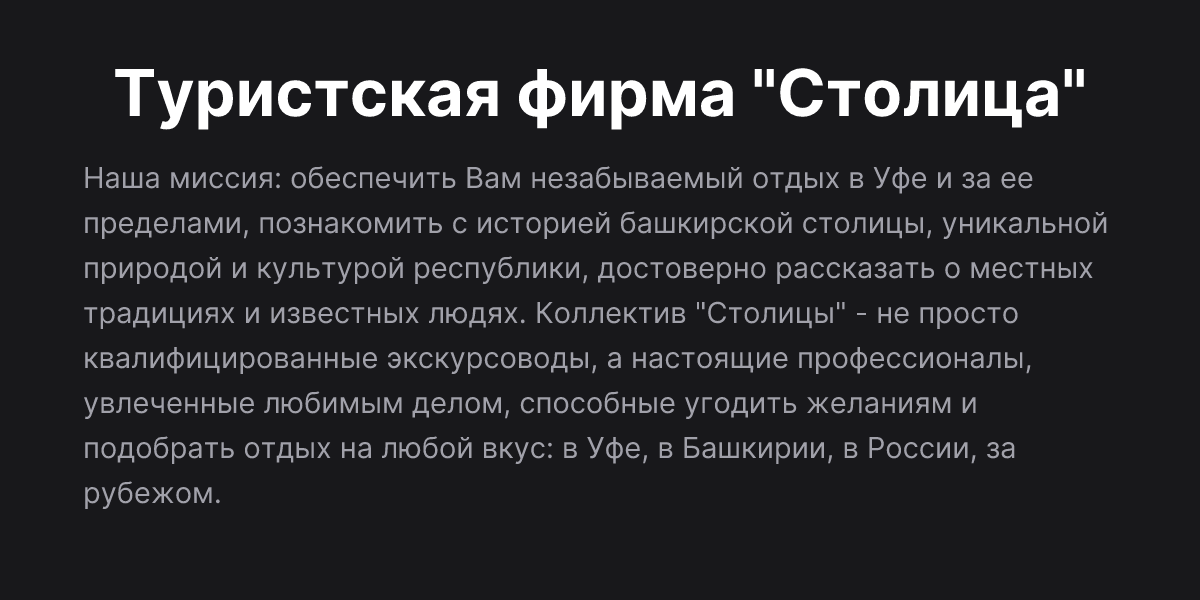 Туристская фирма "Столица"
Наша миссия: обеспечить Вам незабываемый отдых в Уфе и за ее
пределами, познакомить с историей башкирской столицы, уникальной
природой и культурой республики, достоверно рассказать о местных
традициях и известных людях. Коллектив "Столицы" - не просто
квалифицированные экскурсоводы, а настоящие профессионалы,
увлеченные любимым делом, способные угодить желаниям и
подобрать отдых на любой вкус: в Уфе, в Башкирии, в России, за
рубежом.